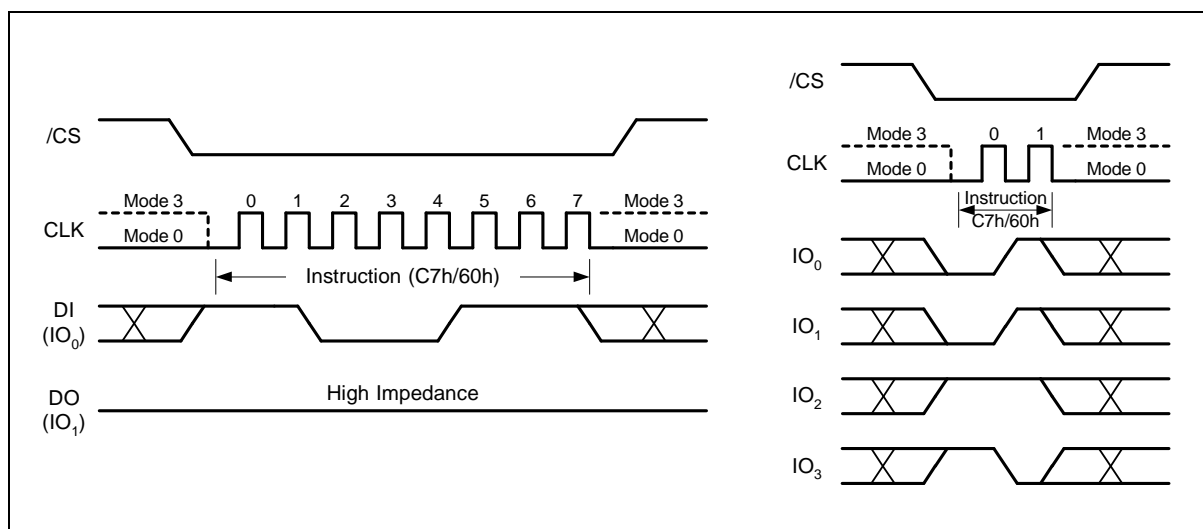 /CS
Mode 3
0 1 2 3 4 5 6 7
Mode 3
CLK
Mode 0
Mode 0
Instruction (C7h/60h)
DI
(IO0)
High Impedance
DO
(IO1)
/CS
Mode 3
0 1
Mode 3
CLK
Mode 0
Mode 0
Instruction
C7h/60h
IO0
IO1
IO2
IO3